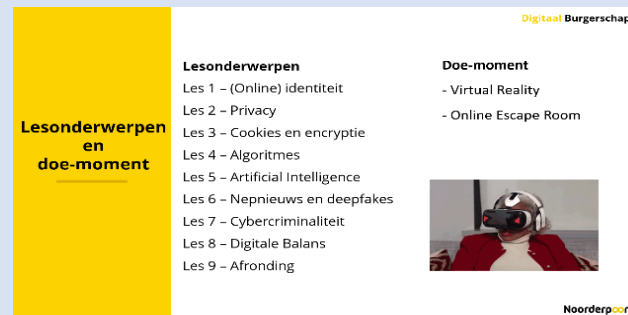 Digitaal Burgerschap
Lesonderwerpen
en
doe-moment
Lesonderwerpen
Les 1 – (Online) identiteit
Les 2 – Privacy
Les 3 – Cookies en encryptie
Les 4 – Algoritmes
Les 5 – Artificial Intelligence
Les 6 – Nepnieuws en deepfakes
Les 7 – Cybercriminaliteit
Les 8 – Digitale Balans
Les 9 – Afronding
Doe-moment
- Virtual Reality
- Online Escape Room
Noorderpoor